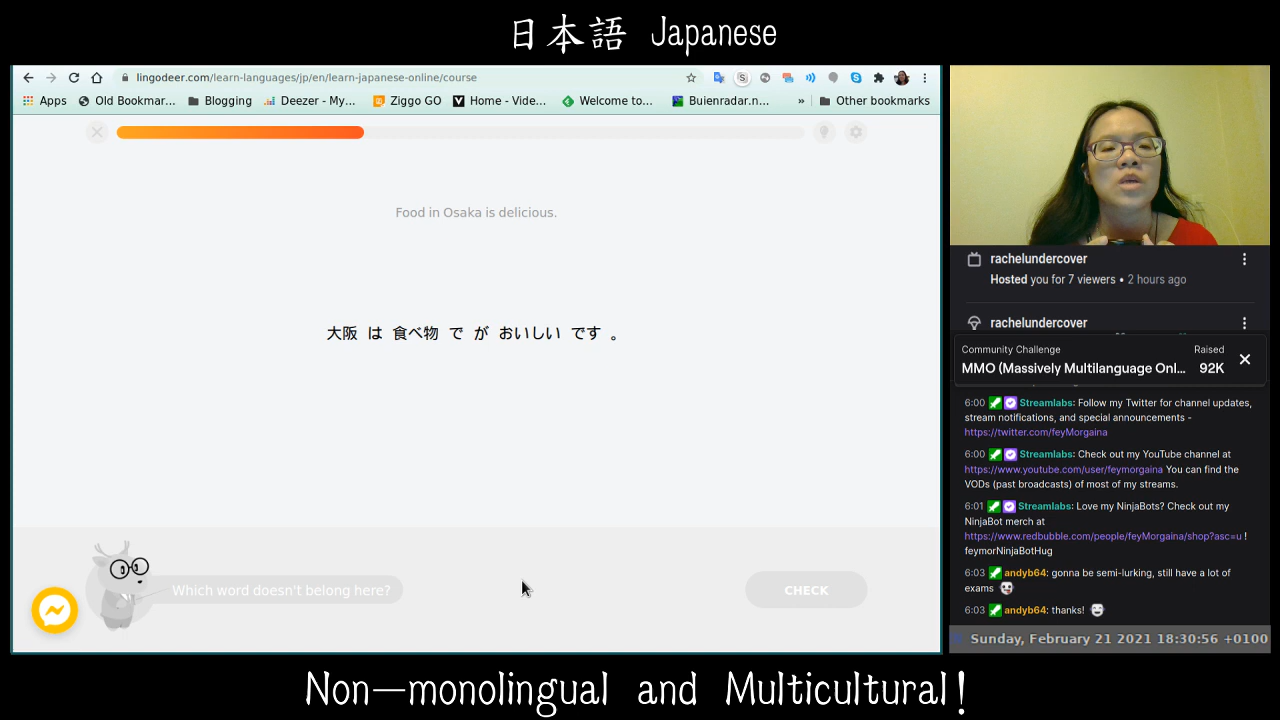 日本語 Japanese
lingodeer.com/learn-languages/jp/en/learn-japanese-online/course
Apps Old Bookmar... Blogging Deezer - My... Ziggo GO Home - Vide... Welcome to... Buienradar.n... » Other bookmarks
Food in Osaka is delicious.
大阪 は 食べ物 で が おいしい です 。
Which word doesn't belong here?
CHECK
rachelundercover
Hosted you for 7 viewers • 2 hours ago
rachelundercover
Community Challenge Raised
MMO (Massively Multilanguage Onl... 92K
6:00 Streamlabs: Follow my Twitter for channel updates,
stream notifications, and special announcements -
https://twitter.com/feyMorgaina
6:00 Streamlabs: Check out my YouTube channel at
https://www.youtube.com/user/feymorgaina You can find the
VODs (past broadcasts) of most of my streams.
6:01 Streamlabs: Love my NinjaBots? Check out my
NinjaBot merch at
https://www.redbubble.com/people/feyMorgaina/shop?asc=u !
feymorNinjaBotHug
6:03 andyb64: gonna be semi-lurking, still have a lot of
exams
6:03 andyb64: thanks!
Sunday, February 21 2021 18:30:56 +0100
Non-monolingual and Multicultural!